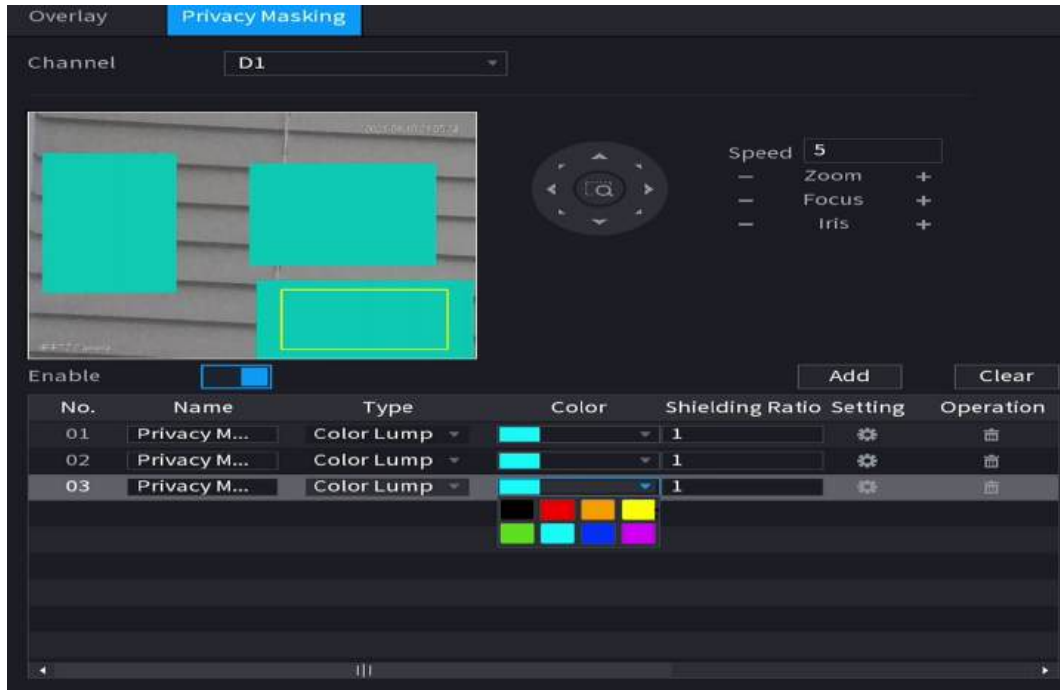 Overlay Privacy Masking
Channel D1
Speed 5
Zoom
Focus
Iris
Enable Add Clear
No. Name Type Color Shielding Ratio Setting Operation
01 Privacy M... Color Lump 1
02 Privacy M... Color Lump 1
03 Privacy M... Color Lump 1